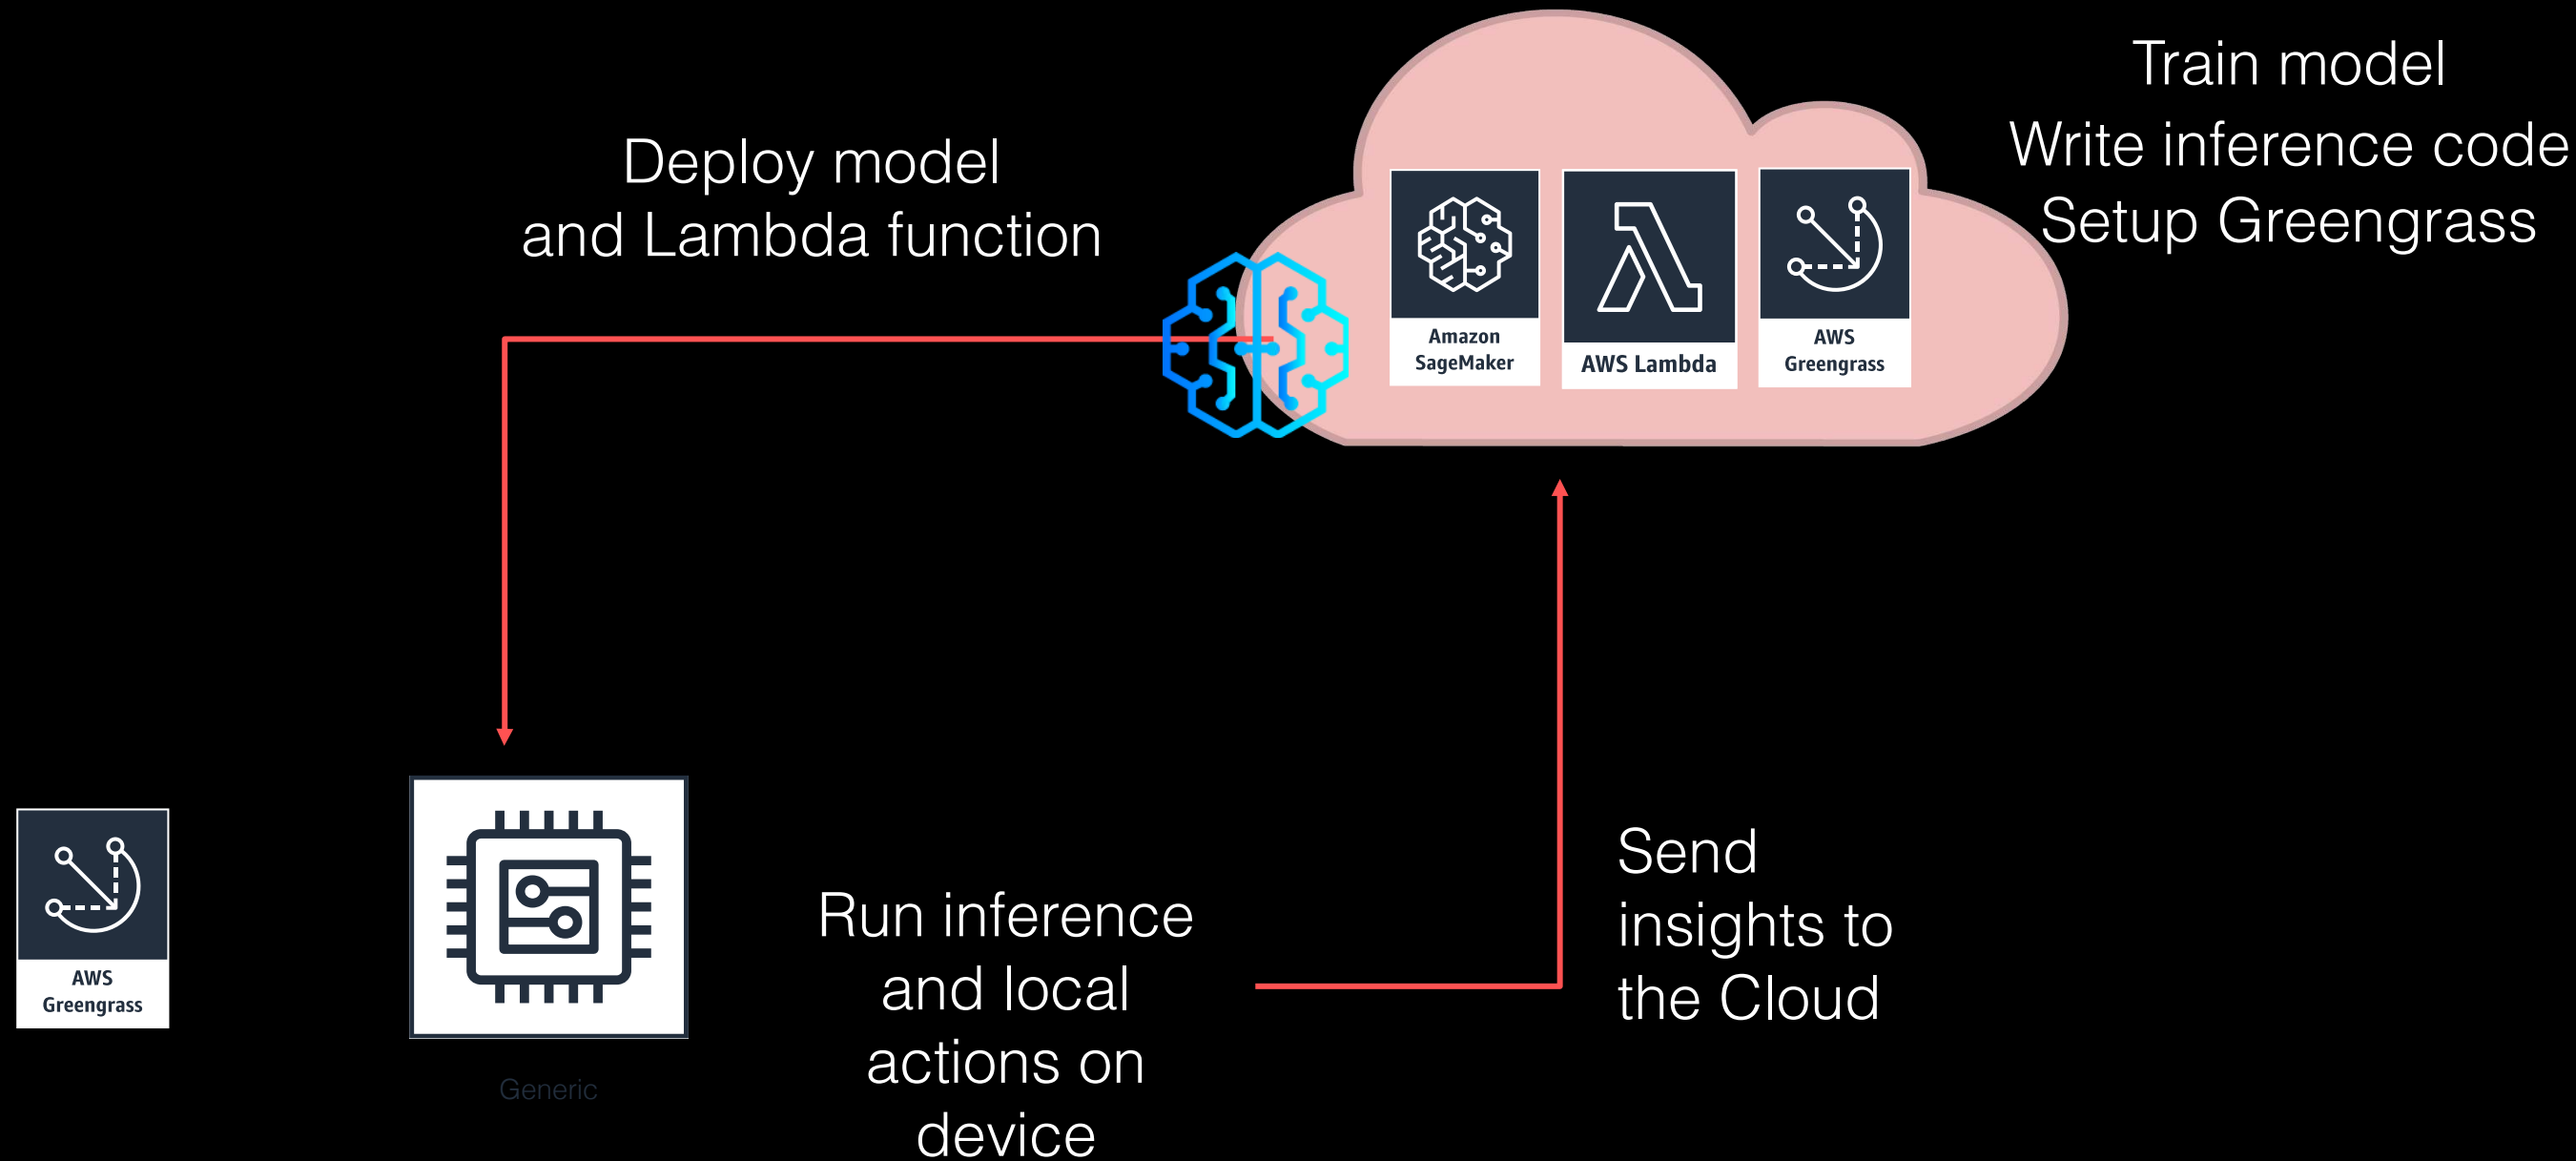 Train model
Write inference code
Setup Greengrass
Deploy model
and Lambda function
Amazon
SageMaker
AWS Lambda
AWS
Greengrass
AWS
Greengrass
Generic
Run inference
and local
actions on
device
Send
insights to
the Cloud